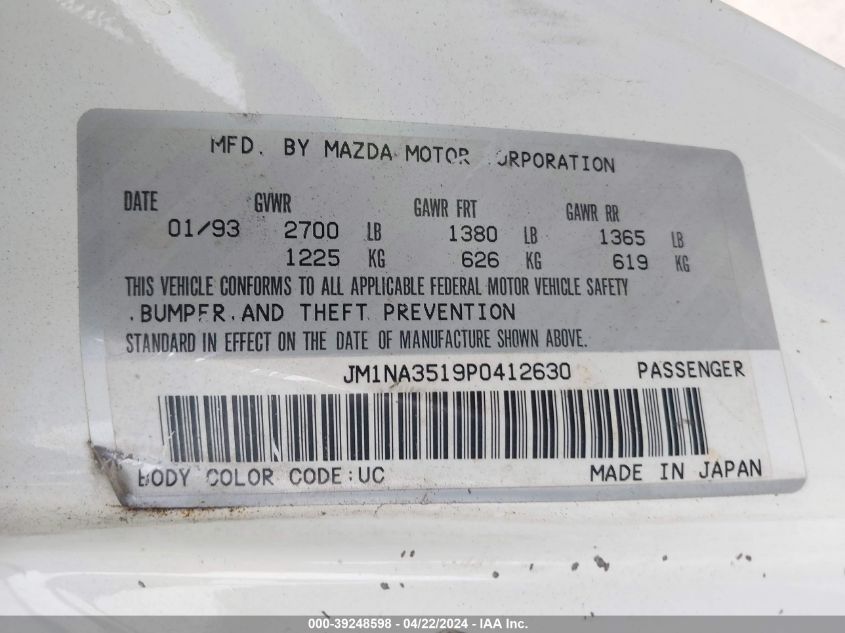 MFD. BY MAZDA MOTOR ORPORATION
DATE GVWR GAWR FRT GAWR RR
01/93 2700 LB 1380 LB 1365 LB
1225 KG 626 KG 619 KG
THIS VEHICLE CONFORMS TO ALL APPLICABLE FEDERAL MOTOR VEHICLE SAFETY
.BUMPER.AND THEFT PREVENTION
STANDARD IN EFFECT ON THE DATE OF MANUFACTURE SHOWN ABOVE.
JM1NA3519P0412630 PASSENGER
BODY COLOR CODE:UC MADE IN JAPAN
000-39248598 - 04/22/2024 - IAA Inc.